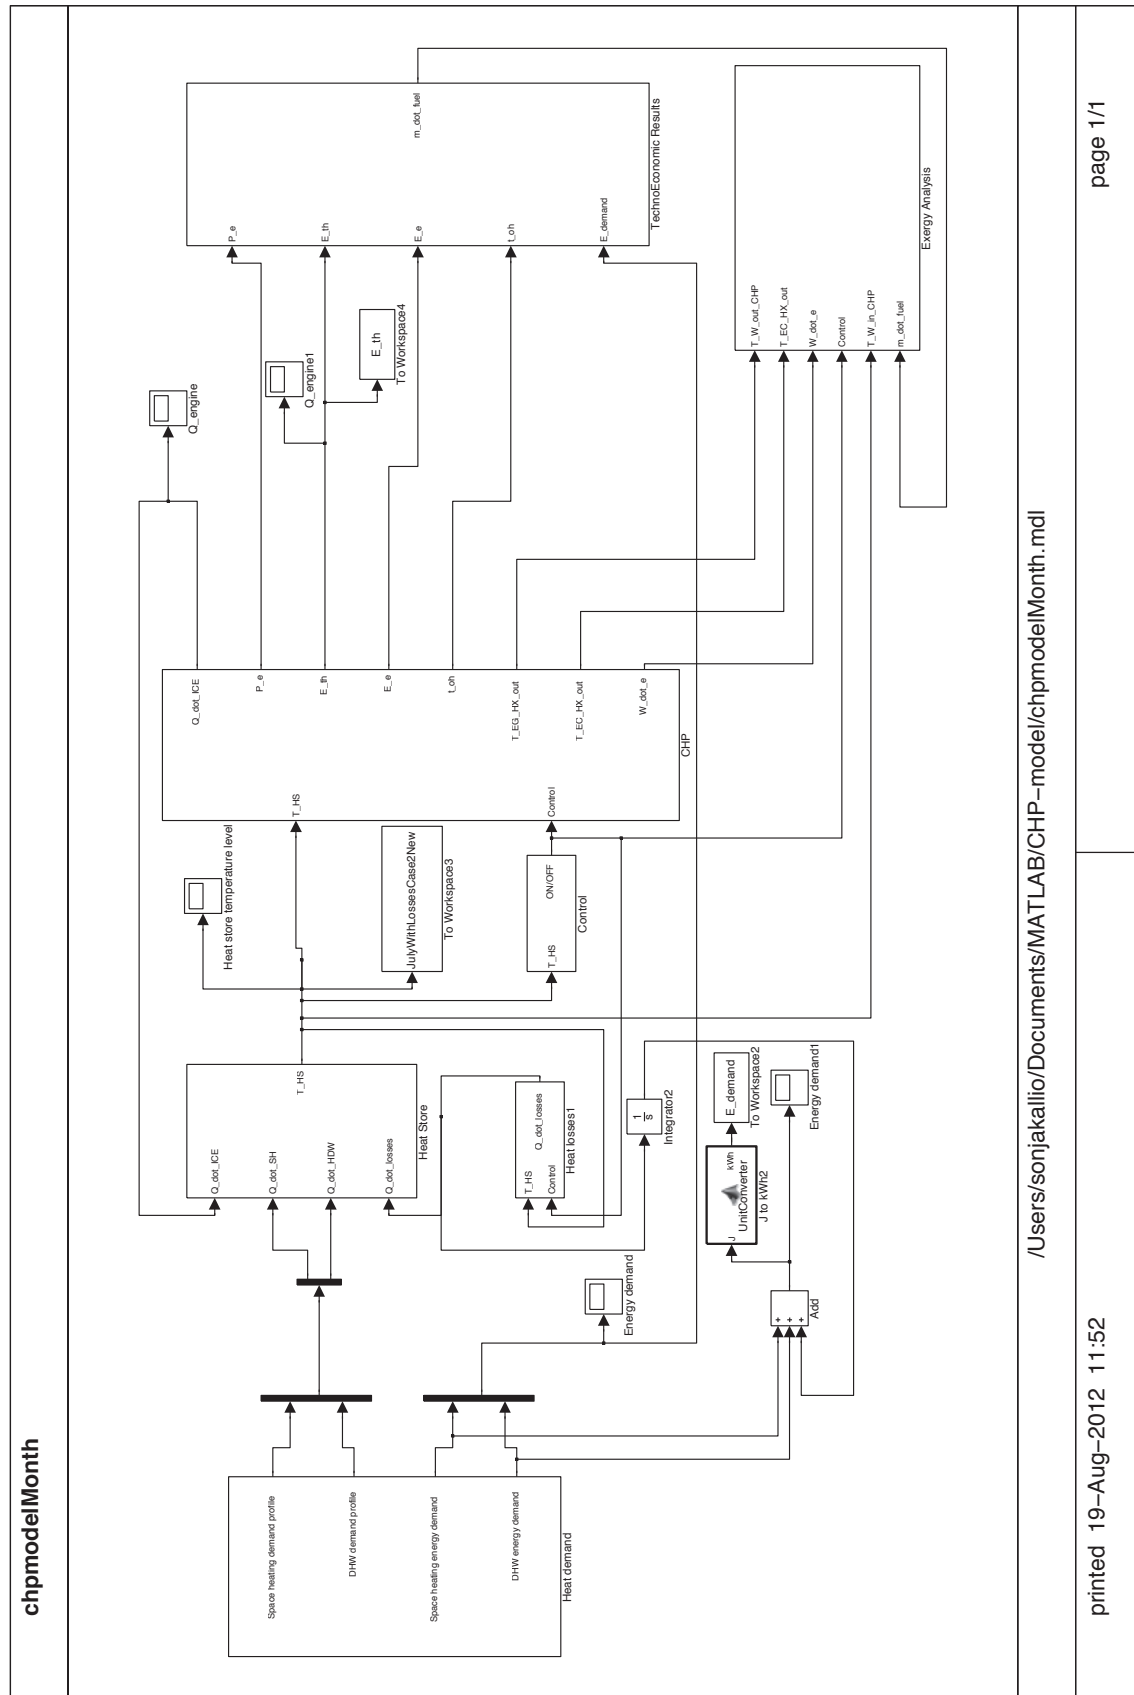 chpmodelMonth
Space heating demand profile
DHW demand profile
Space heating energy demand
DHW energy demand
Heat demand
Energy demand
Q_dot_ICE
Q_dot_SH
Q_dot_HDW
Q_dot_losses
T_HS
Heat Store
T_HS
Control
Q_dot_losses
Heat losses1
1
s
Integrator2
+
+
+
Add
J
kWh
UnitConverter
J to kWh2
E_demand
To Workspace2
Energy demand1
Heat store temperature level
JulyWithLossesCase2New
To Workspace3
T_HS
ON/OFF
Control
T_HS
Control
Q_dot_ICE
P_e
E_th
E_e
t_oh
T_EG_HX_out
T_EC_HX_out
W_dot_e
CHP
Q_engine
Q_engine1
E_th
To Workspace4
P_e
E_th
E_e
t_oh
E_demand
m_dot_fuel
TechnoEconomic Results
T_W_out_CHP
T_EC_HX_out
W_dot_e
Control
T_W_in_CHP
m_dot_fuel
Exergy Analysis
/Users/sonjakallio/Documents/MATLAB/CHP−model/chpmodelMonth.mdl
printed 19−Aug−2012 11:52
page 1/1